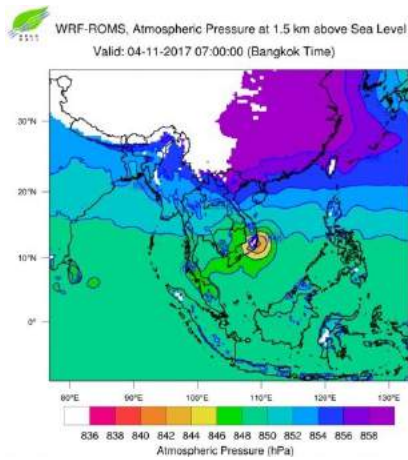 WRF-ROMS, Atmospheric Pressure at 1.5 km above Sea Level
Valid: 04-11-2017 07:00:00 (Bangkok Time)
30°N
20°N
10°N
0°
80°E 90°E 100°E 110°E 120°E 130°E
836 840 844 848 852 856
838 842 846 850 854 858
Atmospheric Pressure (hPa)